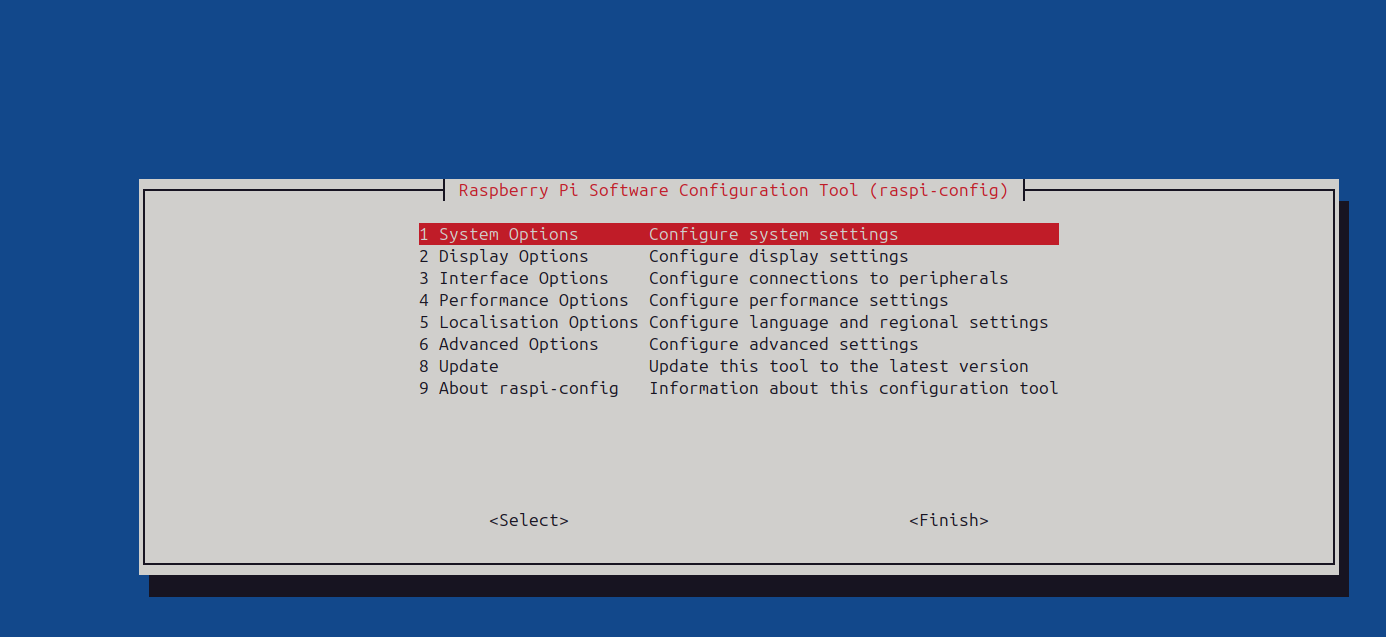 Raspberry Pi Software Configuration Tool (raspi-config)
1 System Options Configure system settings
2 Display Options Configure display settings
3 Interface Options Configure connections to peripherals
4 Performance Options Configure performance settings
5 Localisation Options Configure language and regional settings
6 Advanced Options Configure advanced settings
8 Update Update this tool to the latest version
9 About raspi-config Information about this configuration tool
<Select> <Finish>